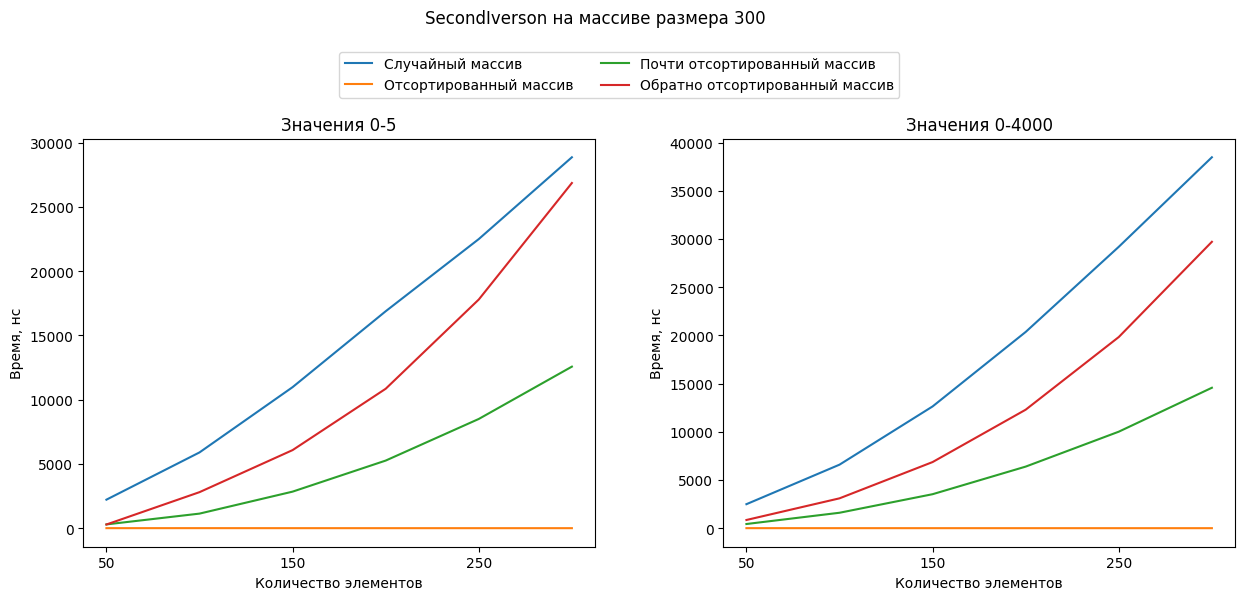 SecondIverson на массиве размера 300
Случайный массив
Отсортированный массив
Почти отсортированный массив
Обратно отсортированный массив
Значения 0-5
30000
25000
20000
15000
10000
5000
0
Время, нс
50
150
250
Количество элементов
Значения 0-4000
40000
35000
30000
25000
20000
15000
10000
5000
0
Время, нс
50
150
250
Количество элементов